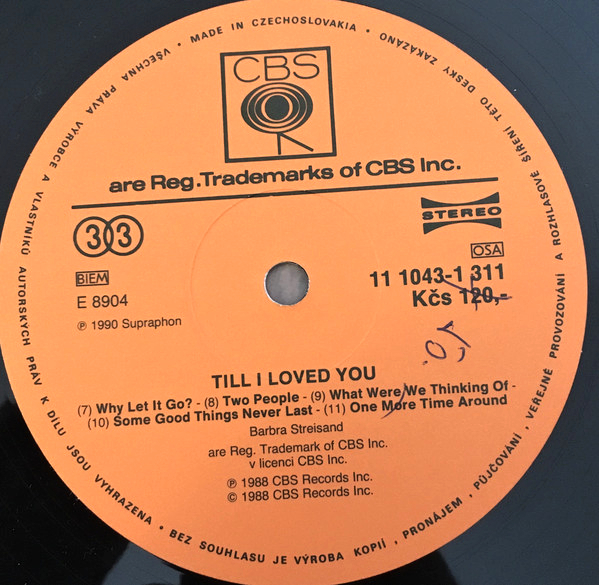 VŠECHNA PRÁVA VÝROBCE A VLASTNÍKŮ AUTORSKÝCH PRÁV K DÍLU JSOU VYHRAZENA • BEZ SOUHLASU JE VÝROBA KOPIÍ, PRONÁJEM, PŮJČOVÁNÍ, VEŘEJNÉ PROVOZOVÁNÍ A ROZHLASOVÉ ŠÍŘENÍ TÉTO DESKY ZAKÁZÁNO • MADE IN CZECHOSLOVAKIA •
CBS
are Reg.Trademarks of CBS Inc.
33
STEREO
OSA
BIEM
11 1043-1 311
E 8904
Kčs 120,-
℗ 1990 Supraphon
TILL I LOVED YOU
(7) Why Let It Go? - (8) Two People - (9) What Were We Thinking Of -
(10) Some Good Things Never Last - (11) One More Time Around
Barbra Streisand
are Reg. Trademark of CBS Inc.
v licenci CBS Inc.
℗ 1988 CBS Records Inc.
© 1988 CBS Records Inc.